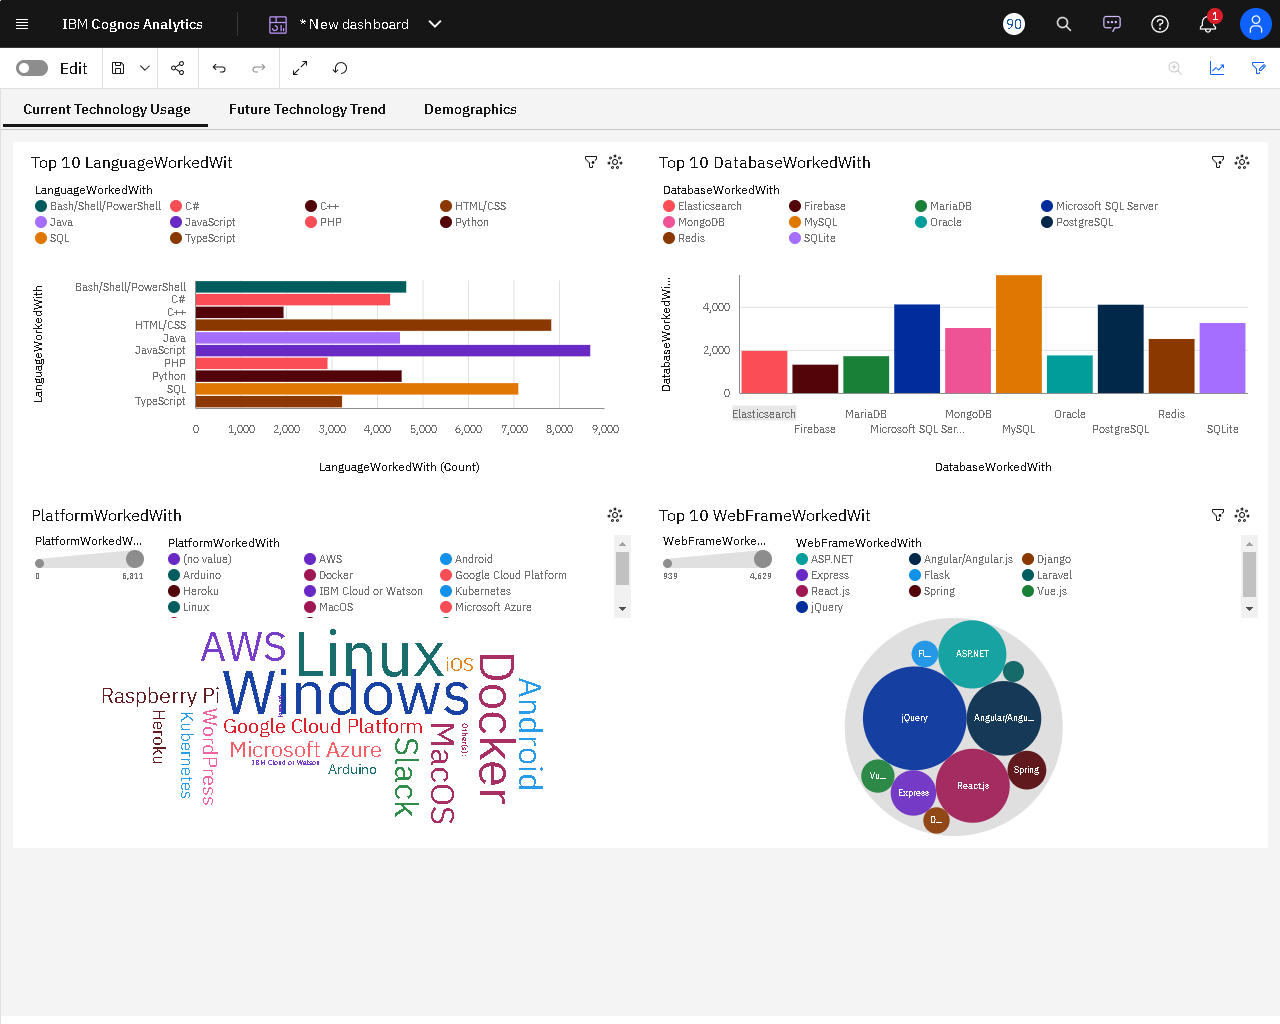 IBM Cognos Analytics
* New dashboard
90
1
Edit
Current Technology Usage
Future Technology Trend
Demographics
Top 10 LanguageWorkedWit
LanguageWorkedWith
Bash/Shell/PowerShell C# C++ HTML/CSS
Java JavaScript PHP Python
SQL TypeScript
LanguageWorkedWith
Bash/Shell/PowerShell
C#
C++
HTML/CSS
Java
JavaScript
PHP
Python
SQL
TypeScript
0 1,000 2,000 3,000 4,000 5,000 6,000 7,000 8,000 9,000
LanguageWorkedWith (Count)
Top 10 DatabaseWorkedWith
DatabaseWorkedWith
Elasticsearch Firebase MariaDB Microsoft SQL Server
MongoDB MySQL Oracle PostgreSQL
Redis SQLite
DatabaseWorkedWi...
4,000
2,000
0
Elasticsearch MariaDB MongoDB Oracle Redis
Firebase Microsoft SQL Ser... MySQL PostgreSQL SQLite
DatabaseWorkedWith
PlatformWorkedWith
PlatformWorkedW...
0 5,811
PlatformWorkedWith
(no value) AWS Android
Arduino Docker Google Cloud Platform
Heroku IBM Cloud or Watson Kubernetes
Linux MacOS Microsoft Azure
AWS
Linux
ios
Windows
Docker
Android
Raspberry Pi
Heroku
Kubernetes
WordPress
Google Cloud Platform
Microsoft Azure
IBM Cloud or Watson
Arduino
Slack
MacOS
Other(s):
Top 10 WebFrameWorkedWit
WebFrameWorke...
939 4,629
WebFrameWorkedWith
ASP.NET Angular/Angular.js Django
Express Flask Laravel
React.js Spring Vue.js
jQuery
Fl...
ASP.NET
jQuery
Angular/Angu...
Vu...
Express
React.js
Spring
D...